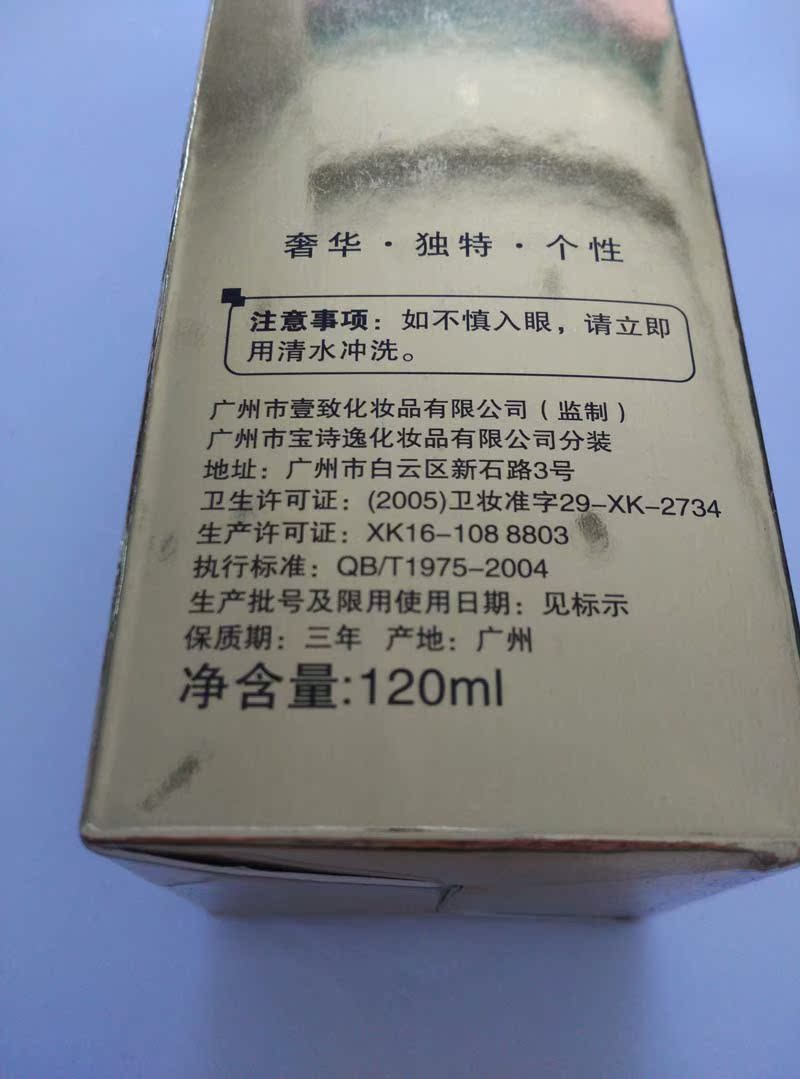 奢华·独特·个性
注意事项：如不慎入眼，请立即
用清水冲洗。
广州市壹致化妆品有限公司（监制）
广州市宝诗逸化妆品有限公司分装
地址：广州市白云区新石路3号
卫生许可证：(2005)卫妆准字29-XK-2734
生产许可证：XK16-108 8803
执行标准：QB/T1975-2004
生产批号及限用使用日期：见标示
保质期：三年 产地：广州
净含量:120ml